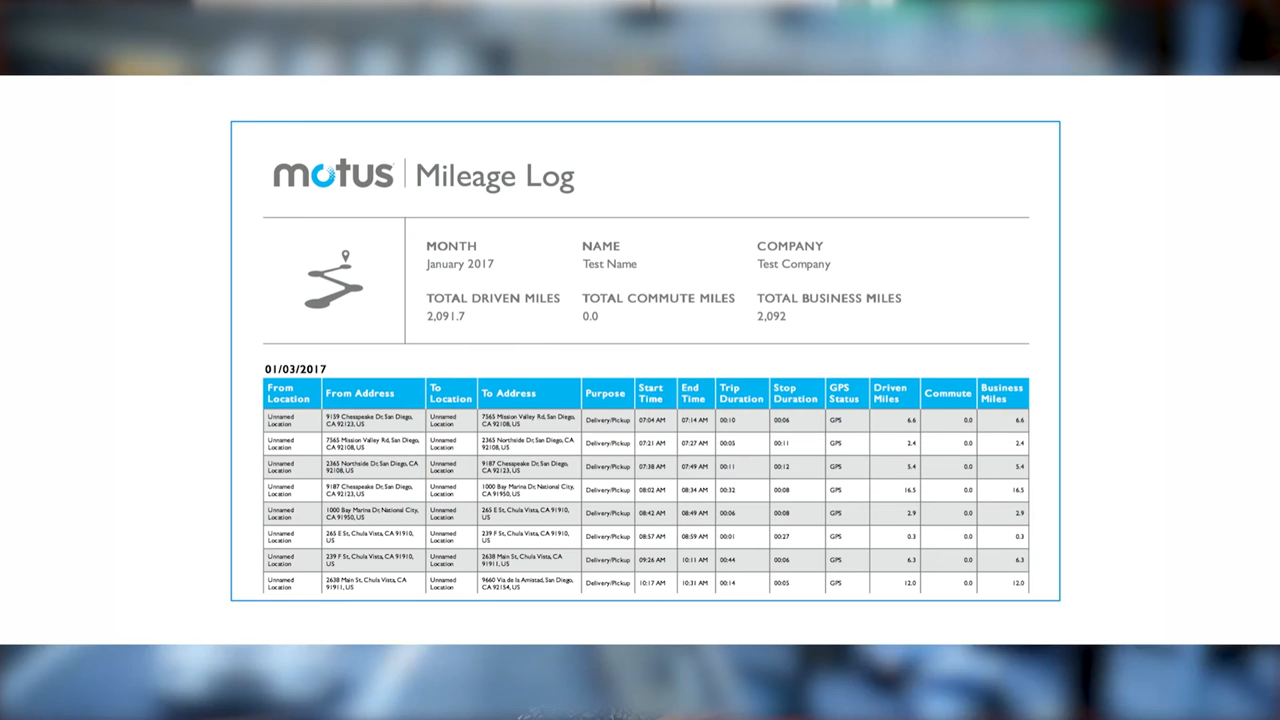 motus | Mileage Log
MONTH NAME COMPANY
January 2017 Test Name Test Company
TOTAL DRIVEN MILES TOTAL COMMUTE MILES TOTAL BUSINESS MILES
2,091.7 0.0 2,092
01/03/2017
From Location From Address To Location To Address Purpose Start Time End Time Trip Duration Stop Duration GPS Status Driven Miles Commute Business Miles
Unnamed Location 9159 Chesapeake Dr, San Diego, CA 92123, US Unnamed Location 7565 Mission Valley Rd, San Diego, CA 92108, US Delivery/Pickup 07:04 AM 07:14 AM 00:10 00:06 GPS 6.6 0.0 6.6
Unnamed Location 7565 Mission Valley Rd, San Diego, CA 92108, US Unnamed Location 2365 Northside Dr, San Diego, CA 92108, US Delivery/Pickup 07:21 AM 07:27 AM 00:05 00:11 GPS 2.4 0.0 2.4
Unnamed Location 2365 Northside Dr, San Diego, CA 92108, US Unnamed Location 9187 Chesapeake Dr, San Diego, CA 92123, US Delivery/Pickup 07:38 AM 07:49 AM 00:11 00:12 GPS 5.4 0.0 5.4
Unnamed Location 9187 Chesapeake Dr, San Diego, CA 92123, US Unnamed Location 1000 Bay Marina Dr, National City, CA 91950, US Delivery/Pickup 08:02 AM 08:34 AM 00:32 00:08 GPS 16.5 0.0 16.5
Unnamed Location 1000 Bay Marina Dr, National City, CA 91950, US Unnamed Location 265 E St, Chula Vista, CA 91910, US Delivery/Pickup 08:42 AM 08:49 AM 00:06 00:08 GPS 2.9 0.0 2.9
Unnamed Location 265 E St, Chula Vista, CA 91910, US Unnamed Location 239 F St, Chula Vista, CA 91910, US Delivery/Pickup 08:57 AM 08:59 AM 00:01 00:27 GPS 0.3 0.0 0.3
Unnamed Location 239 F St, Chula Vista, CA 91910, US Unnamed Location 2638 Main St, Chula Vista, CA 91911, US Delivery/Pickup 09:26 AM 10:11 AM 00:44 00:06 GPS 6.3 0.0 6.3
Unnamed Location 2638 Main St, Chula Vista, CA 91911, US Unnamed Location 9660 Via de la Amistad, San Diego, CA 92154, US Delivery/Pickup 10:17 AM 10:31 AM 00:14 00:05 GPS 12.0 0.0 12.0